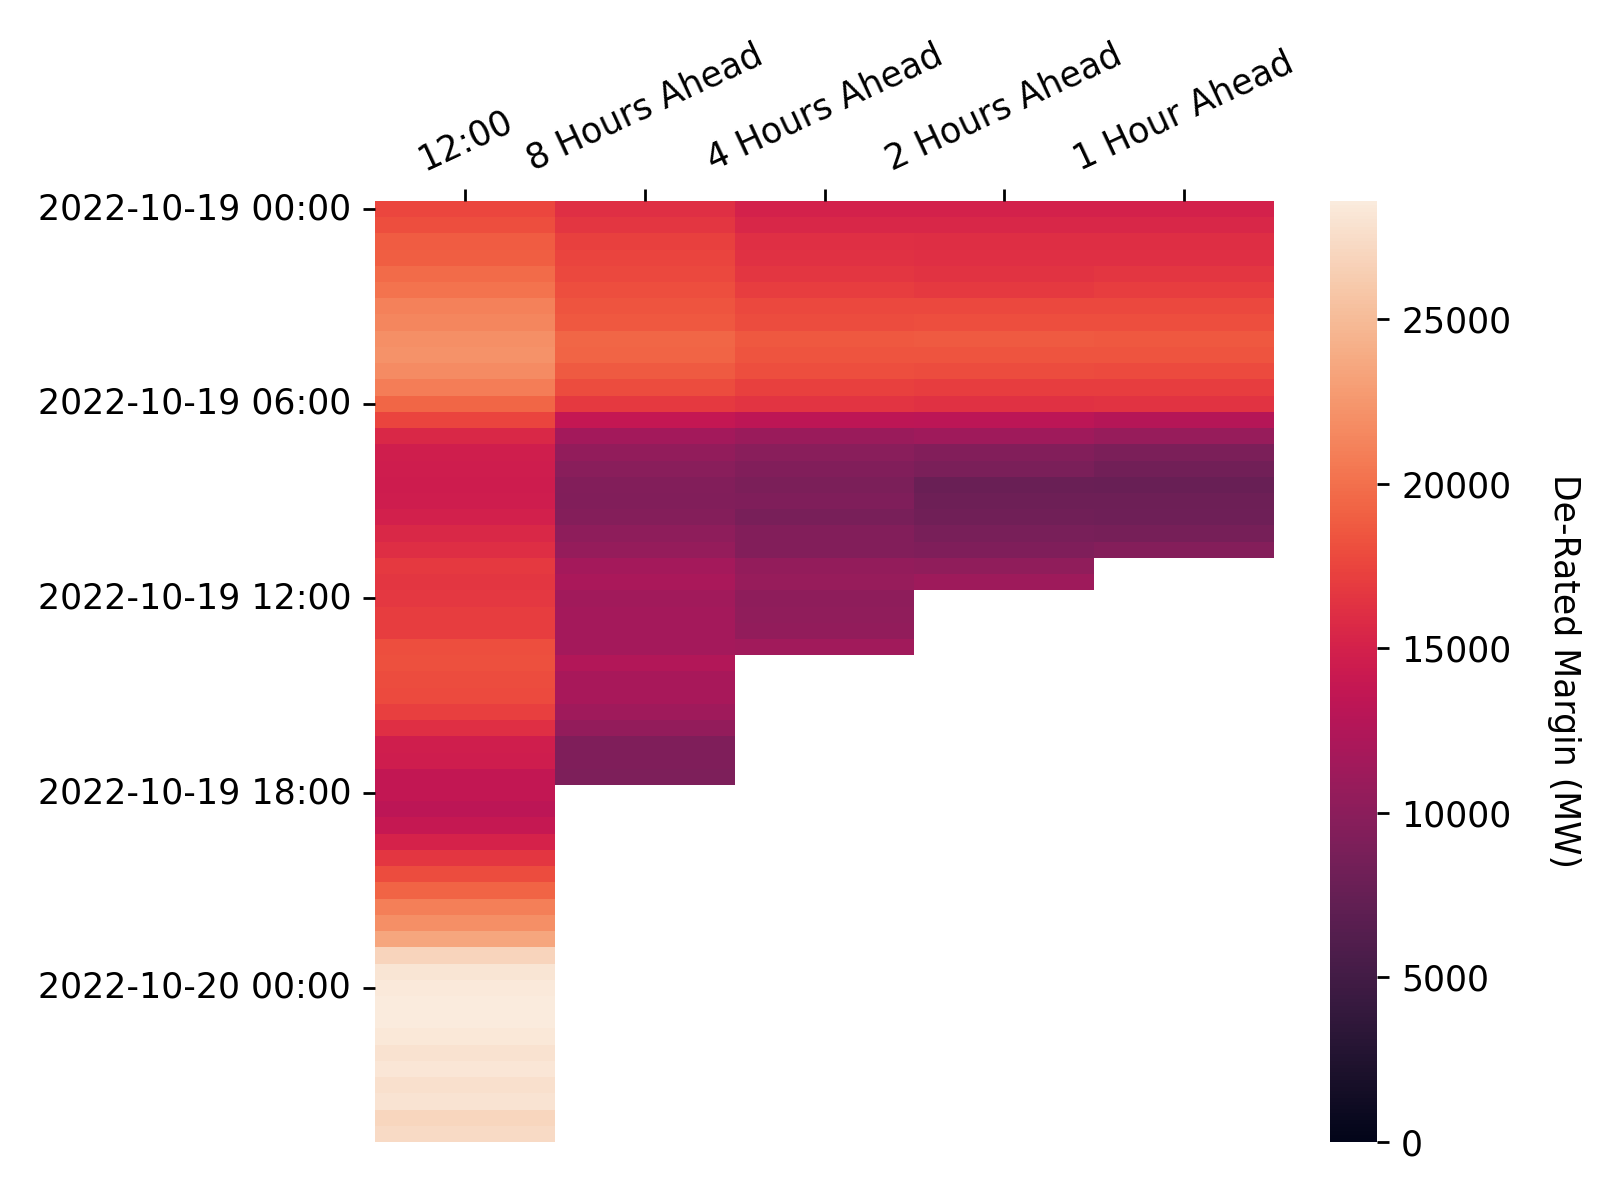 12:00
8 Hours Ahead
4 Hours Ahead
2 Hours Ahead
1 Hour Ahead
2022-10-19 00:00
2022-10-19 06:00
2022-10-19 12:00
2022-10-19 18:00
2022-10-20 00:00
25000
20000
15000
10000
5000
0
De-Rated Margin (MW)